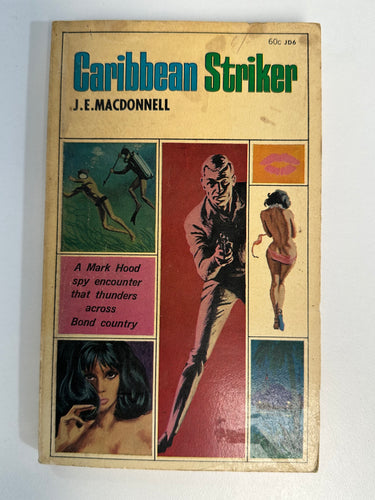 60c JD6
Caribbean Striker
J.E.MACDONNELL
A Mark Hood
spy encounter
that thunders
across
Bond country